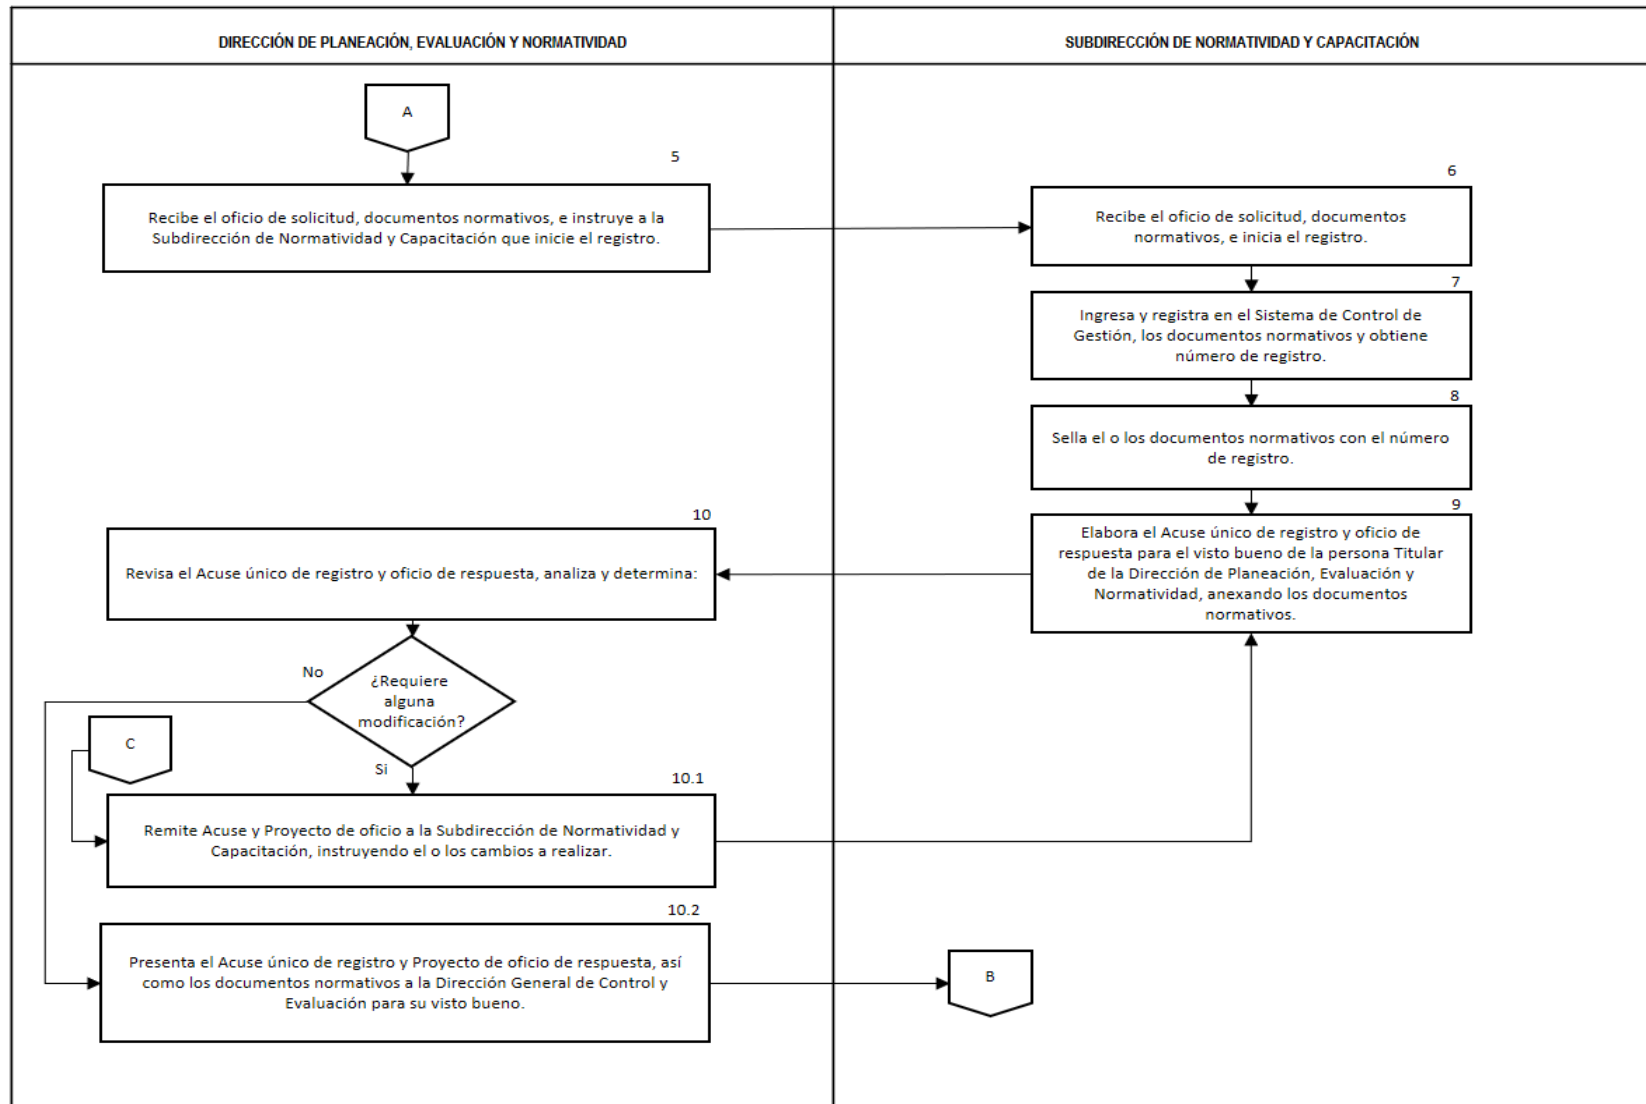 DIRECCIÓN DE PLANEACIÓN, EVALUACIÓN Y NORMATIVIDAD
SUBDIRECCIÓN DE NORMATIVIDAD Y CAPACITACIÓN
A
5
Recibe el oficio de solicitud, documentos normativos, e instruye a la
Subdirección de Normatividad y Capacitación que inicie el registro.
6
Recibe el oficio de solicitud, documentos
normativos, e inicia el registro.
7
Ingresa y registra en el Sistema de Control de
Gestión, los documentos normativos y obtiene
número de registro.
8
Sella el o los documentos normativos con el número
de registro.
9
Elabora el Acuse único de registro y oficio de
respuesta para el visto bueno de la persona Titular
de la Dirección de Planeación, Evaluación y
Normatividad, anexando los documentos
normativos.
10
Revisa el Acuse único de registro y oficio de respuesta, analiza y determina:
¿Requiere
alguna
modificación?
No
Si
C
10.1
Remite Acuse y Proyecto de oficio a la Subdirección de Normatividad y
Capacitación, instruyendo el o los cambios a realizar.
10.2
Presenta el Acuse único de registro y Proyecto de oficio de respuesta, así
como los documentos normativos a la Dirección General de Control y
Evaluación para su visto bueno.
B